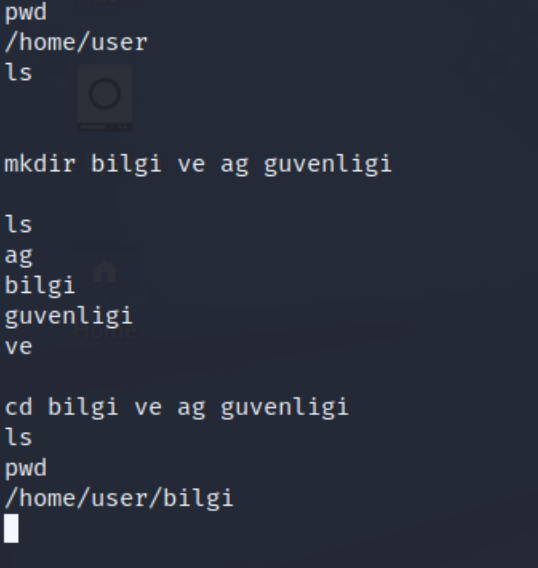 pwd
/home/user
ls
mkdir bilgi ve ag guvenligi
ls
ag
bilgi
guvenligi
ve
cd bilgi ve ag guvenligi
ls
pwd
/home/user/bilgi